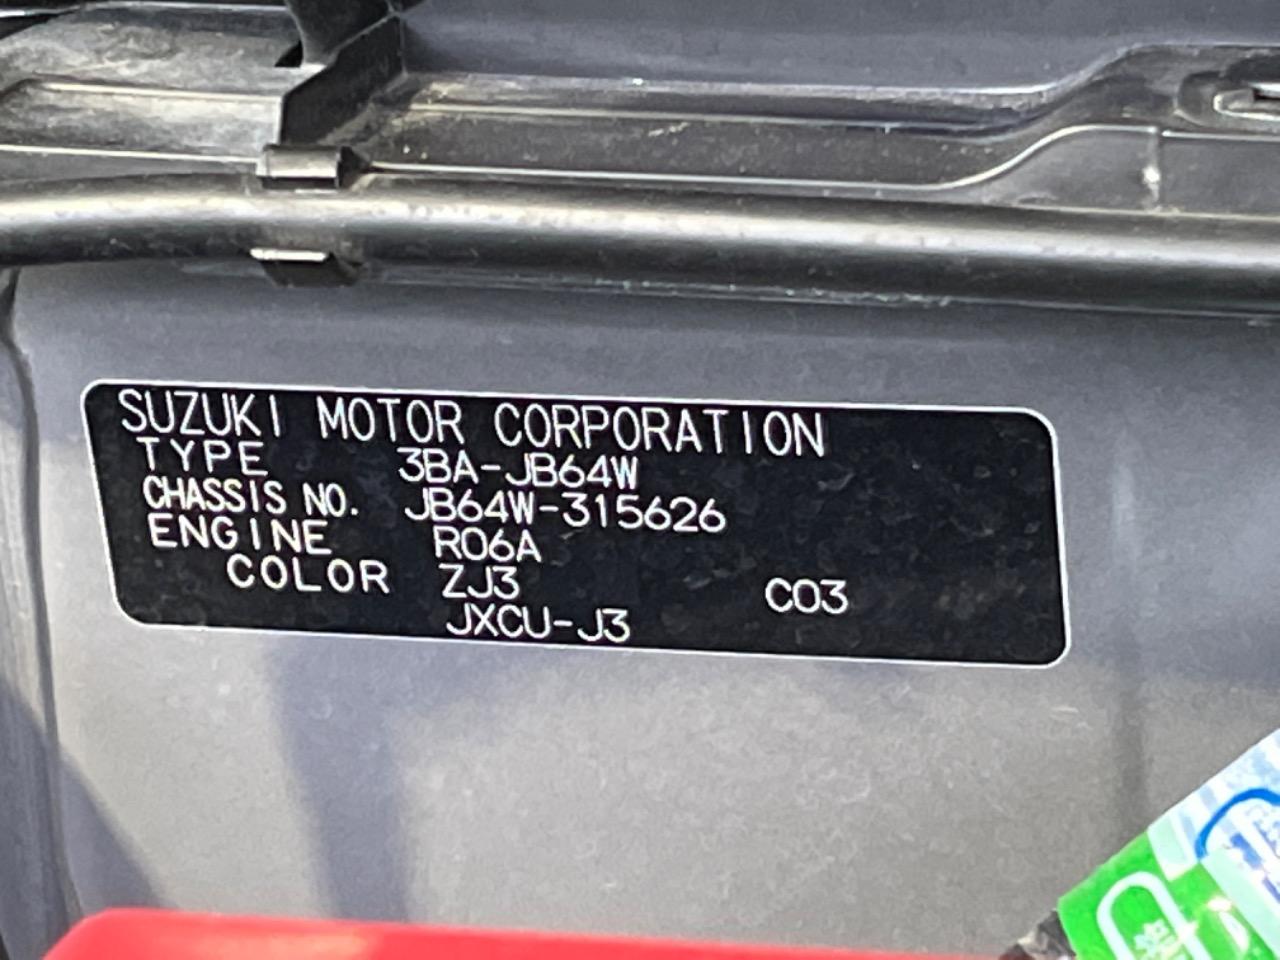 SUZUKI MOTOR CORPORATION
TYPE 3BA-JB64W
CHASSIS NO. JB64W-315626
ENGINE R06A
COLOR ZJ3 C03
JXCU-J3